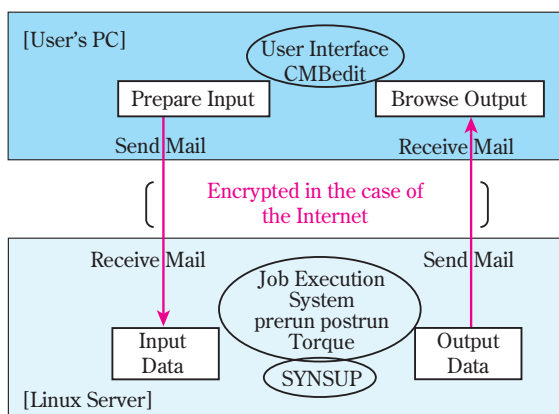 [User's PC]
User Interface
CMBedit
Prepare Input
Browse Output
Send Mail
Receive Mail
Encrypted in the case of
the Internet
Receive Mail
Send Mail
Job Execution
System
prerun postrun
Torque
Input
Data
Output
Data
SYNSUP
[Linux Server]